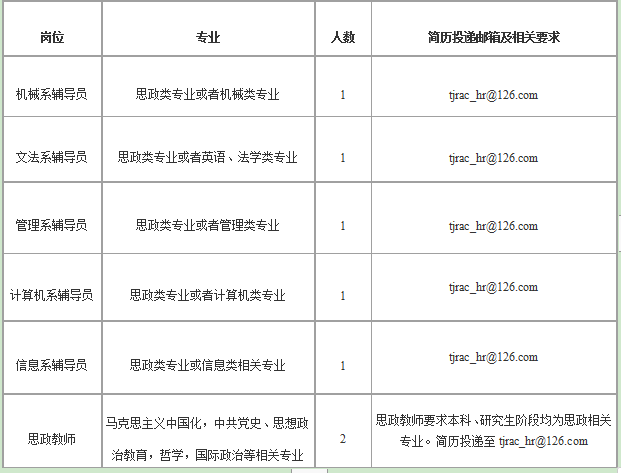 岗位 专业 人数 简历投递邮箱及相关要求
机械系辅导员 思政类专业或者机械类专业 1 tjrac_hr@126.com
文法系辅导员 思政类专业或者英语、法学类专业 1 tjrac_hr@126.com
管理系辅导员 思政类专业或者管理类专业 1 tjrac_hr@126.com
计算机系辅导员 思政类专业或者计算机类专业 1 tjrac_hr@126.com
信息系辅导员 思政类专业或信息类相关专业 1 tjrac_hr@126.com
思政教师
马克思主义中国化，中共党史、思想政
治教育，哲学，国际政治等相关专业
2
思政教师要求本科、研究生阶段均为思政相关
专业。简历投递至 tjrac_hr@126.com